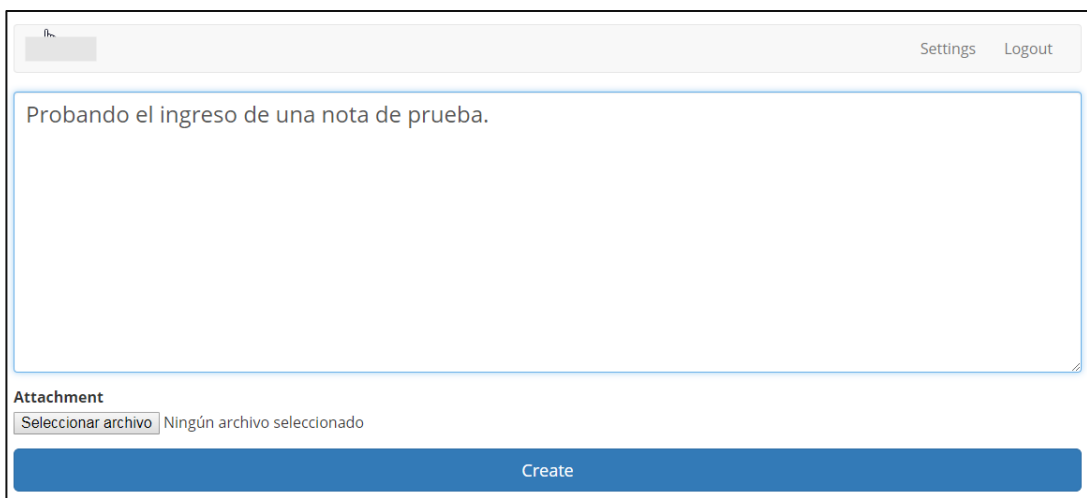 Settings Logout
Probando el ingreso de una nota de prueba.
Attachment
Seleccionar archivo Ningún archivo seleccionado
Create